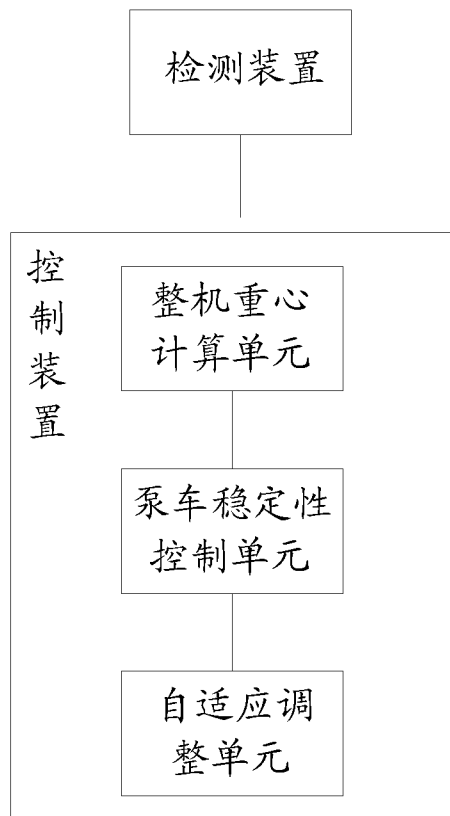 检测装置
控制装置
整机重心
计算单元
泵车稳定性
控制单元
自适应调
整单元